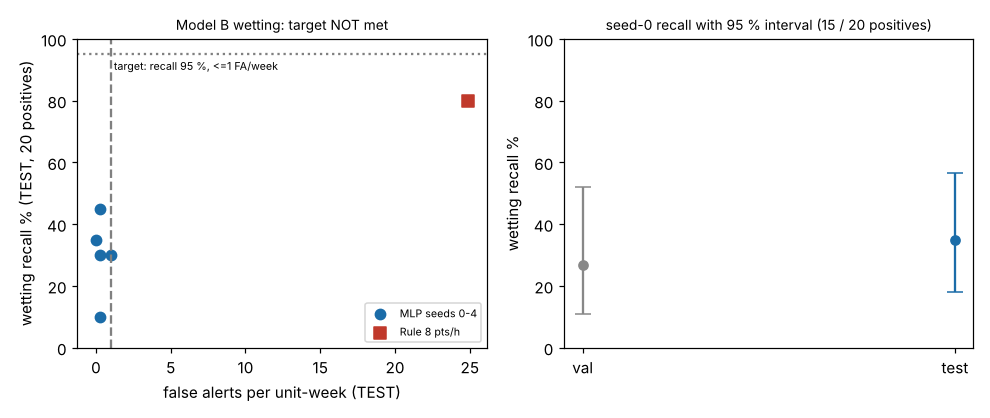 Model B wetting: target NOT met
wetting recall % (TEST, 20 positives)
100
80
60
40
20
0
target: recall 95 %, <=1 FA/week
MLP seeds 0-4
Rule 8 pts/h
0 5 10 15 20 25
false alerts per unit-week (TEST)
seed-0 recall with 95 % interval (15 / 20 positives)
wetting recall %
100
80
60
40
20
0
val test